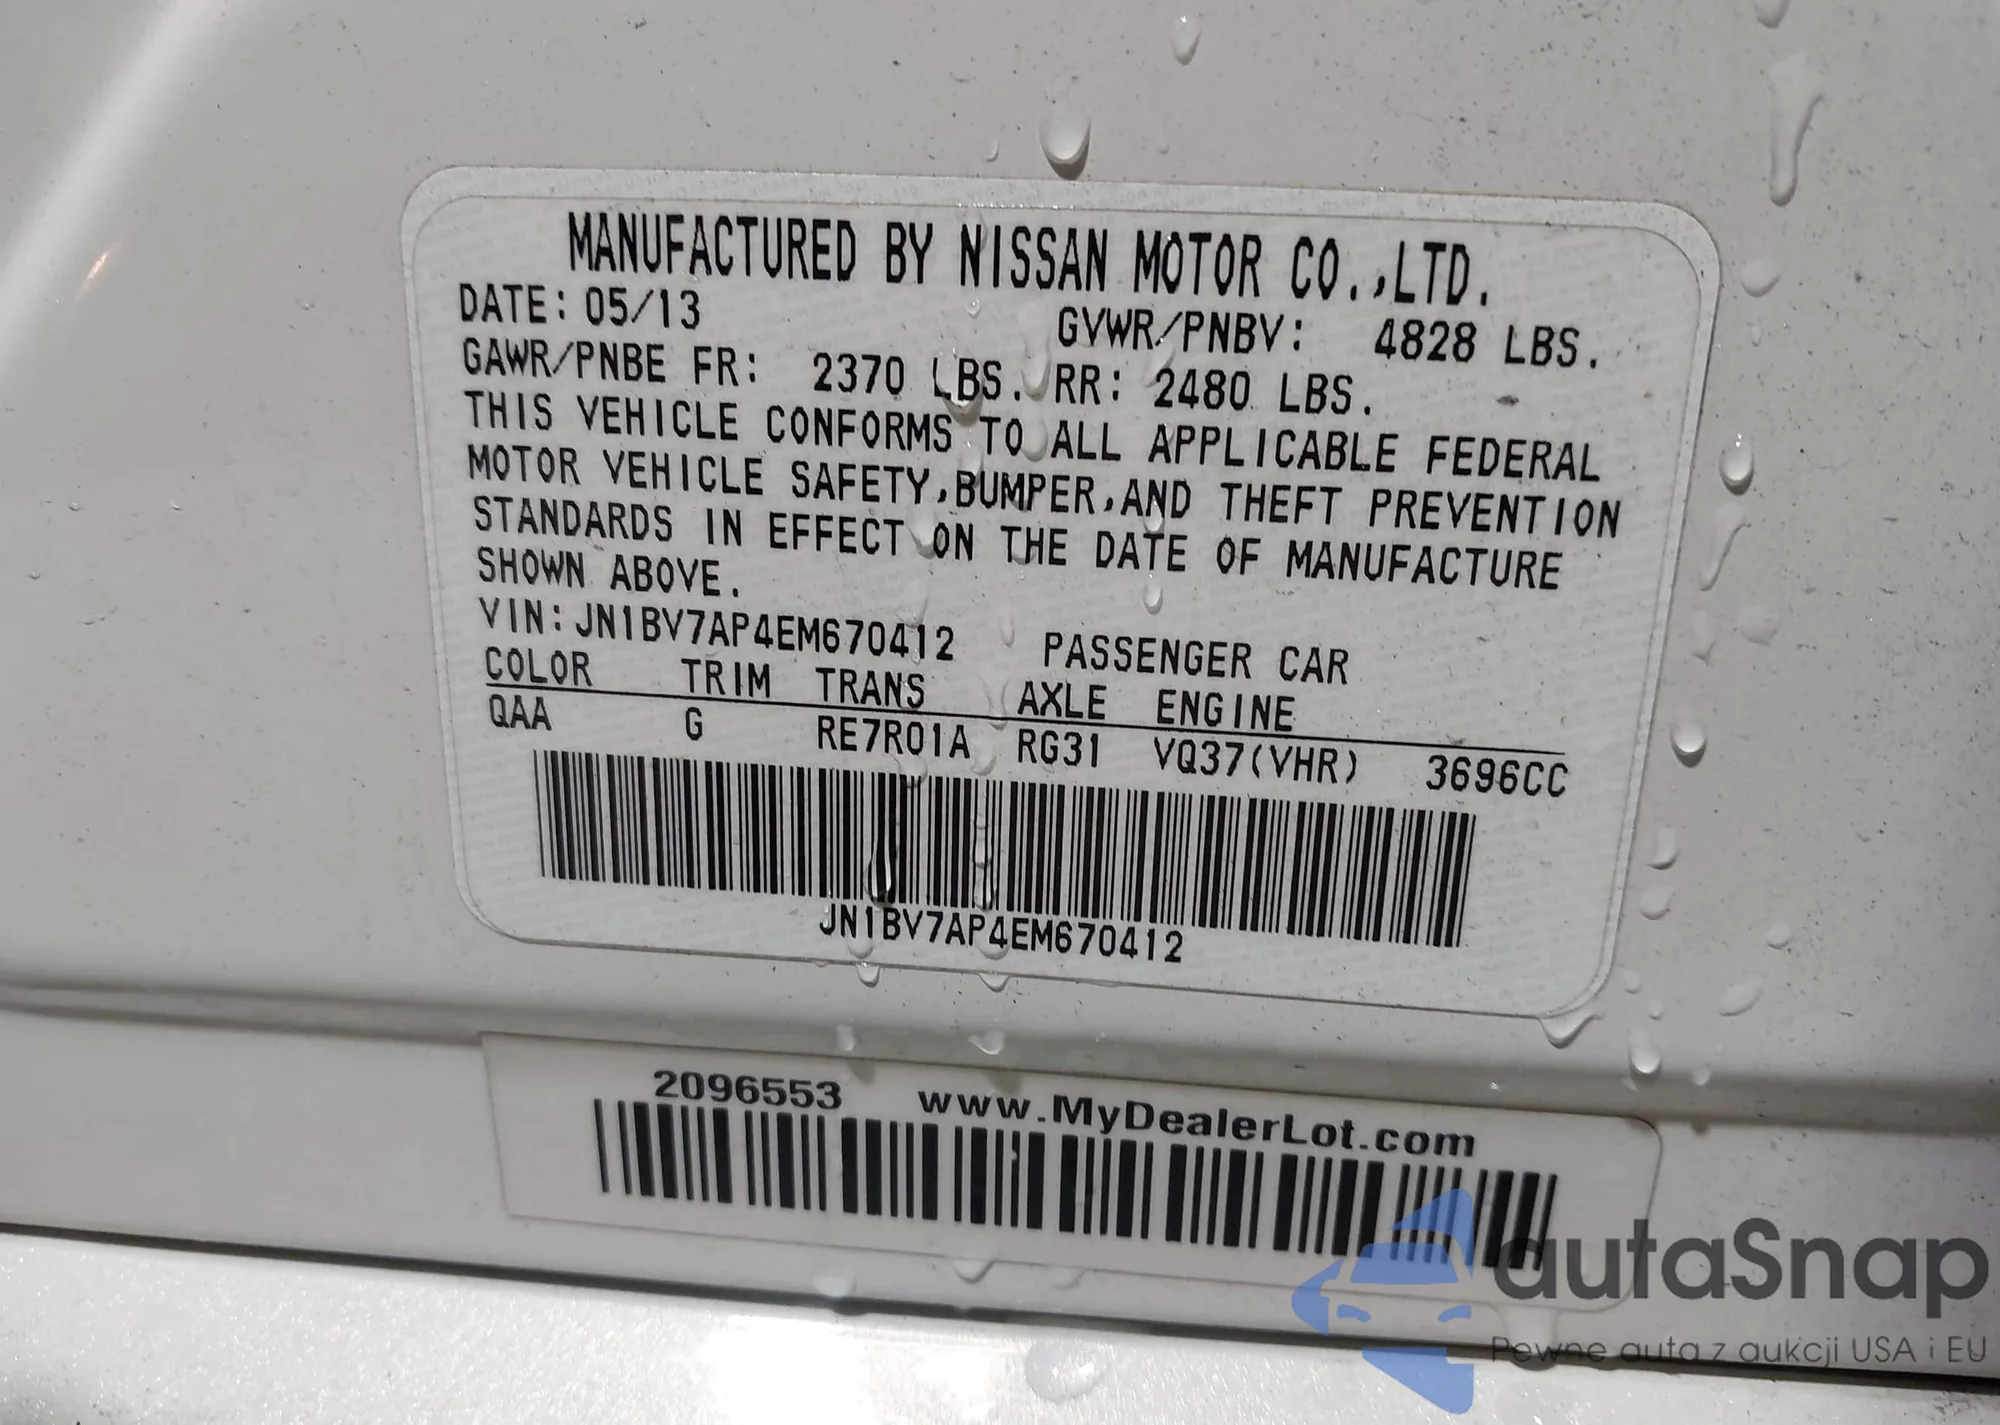 MANUFACTURED BY NISSAN MOTOR CO.,LTD.
DATE: 05/13 GVWR/PNBV: 4828 LBS.
GAWR/PNBE FR: 2370 LBS. RR: 2480 LBS.
THIS VEHICLE CONFORMS TO ALL APPLICABLE FEDERAL
MOTOR VEHICLE SAFETY,BUMPER,AND THEFT PREVENTION
STANDARDS IN EFFECT ON THE DATE OF MANUFACTURE
SHOWN ABOVE.
VIN:JN1BV7AP4EM670412 PASSENGER CAR
COLOR TRIM TRANS AXLE ENGINE
QAA G RE7R01A RG31 VQ37(VHR) 3696CC
JN1BV7AP4EM670412
2096553 www.MyDealerLot.com
autaSnap
Pewne auta z aukcji USA i EU